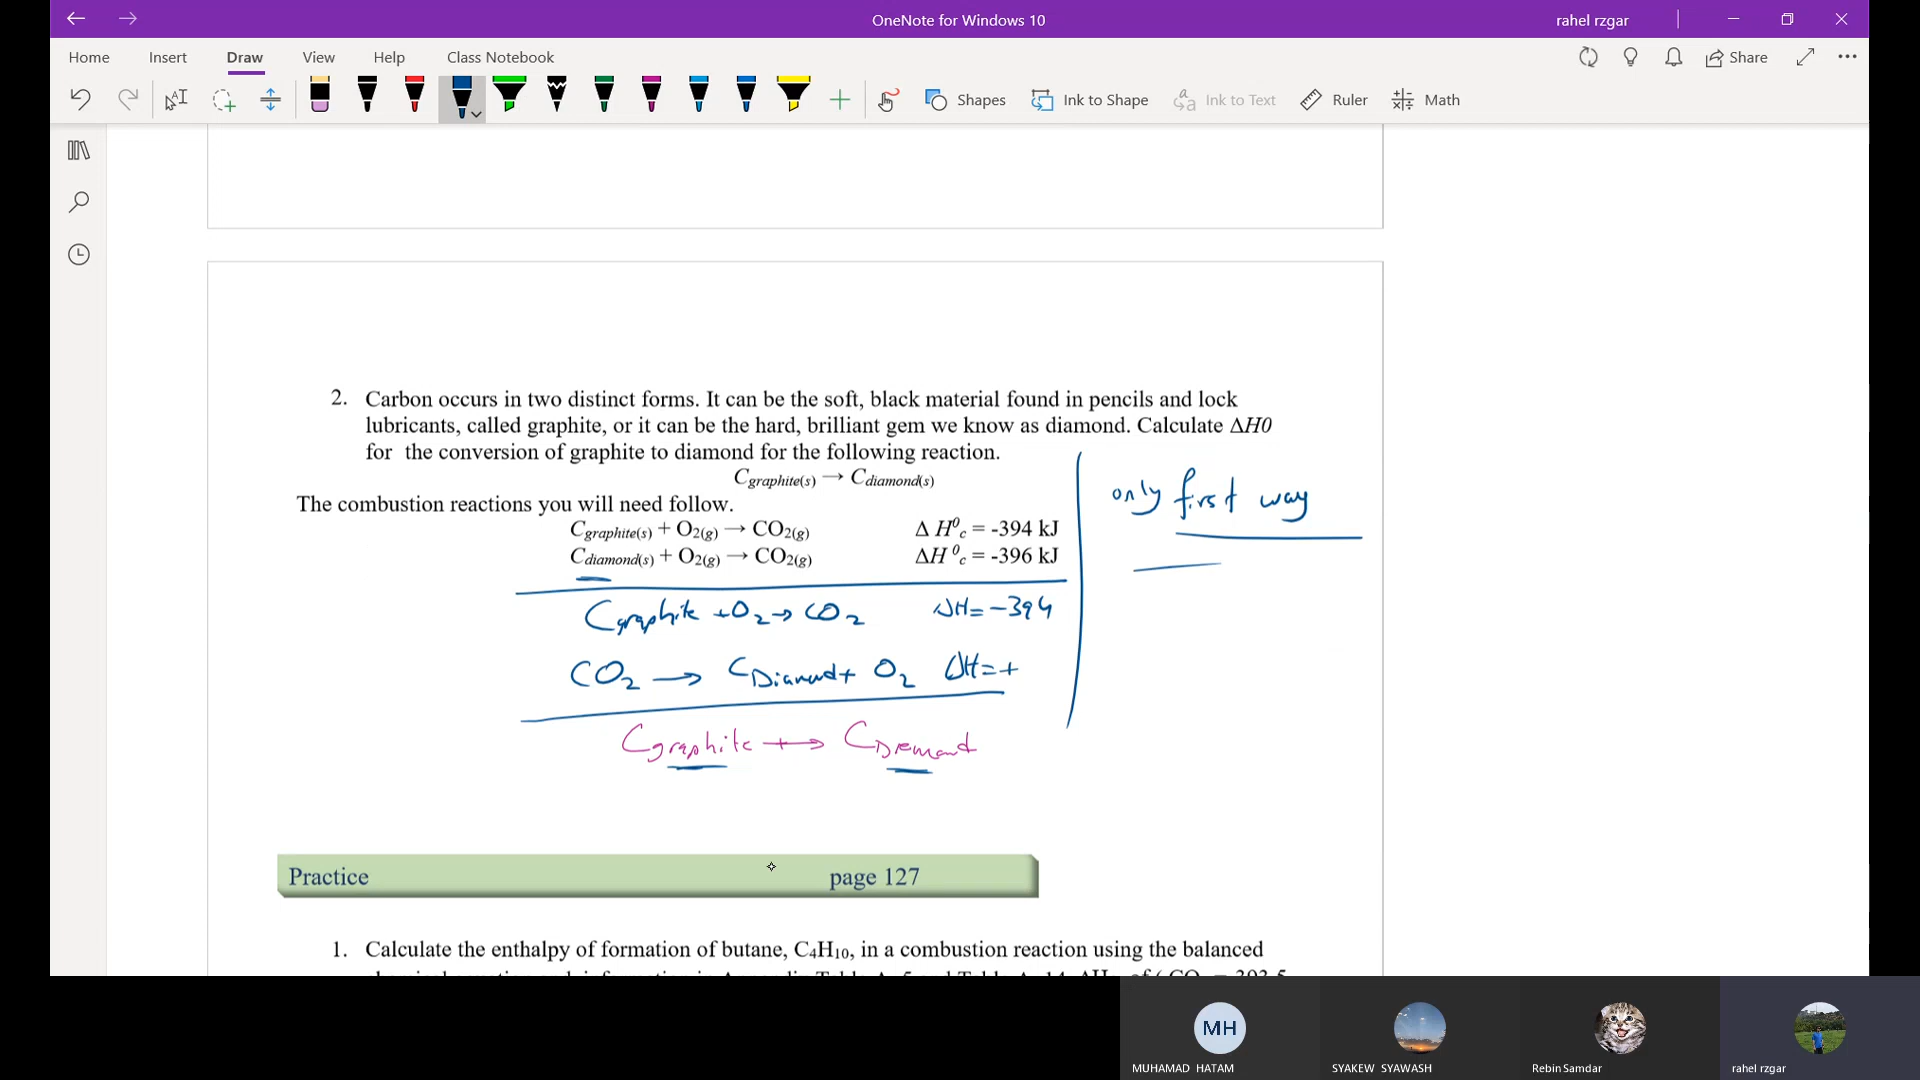 OneNote for Windows 10
rahel rzgar
Home Insert Draw View Help Class Notebook Share
Shapes Ink to Shape Ink to Text Ruler Math
2. Carbon occurs in two distinct forms. It can be the soft, black material found in pencils and lock
lubricants, called graphite, or it can be the hard, brilliant gem we know as diamond. Calculate ΔH0
for the conversion of graphite to diamond for the following reaction.
Cgraphite(s) → Cdiamond(s)
The combustion reactions you will need follow.
Cgraphite(s) + O2(g) → CO2(g) Δ H⁰c = -394 kJ
Cdiamond(s) + O2(g) → CO2(g) ΔH ⁰c = -396 kJ
only first way
Cgraphite + O2 → CO2 ΔH = -394
CO2 → CDiamand + O2 ΔH = +
Cgraphite → CDiemand
Practice page 127
1. Calculate the enthalpy of formation of butane, C4H10, in a combustion reaction using the balanced
MH
MUHAMAD HATAM
SYAKEW SYAWASH
Rebin Samdar
rahel rzgar